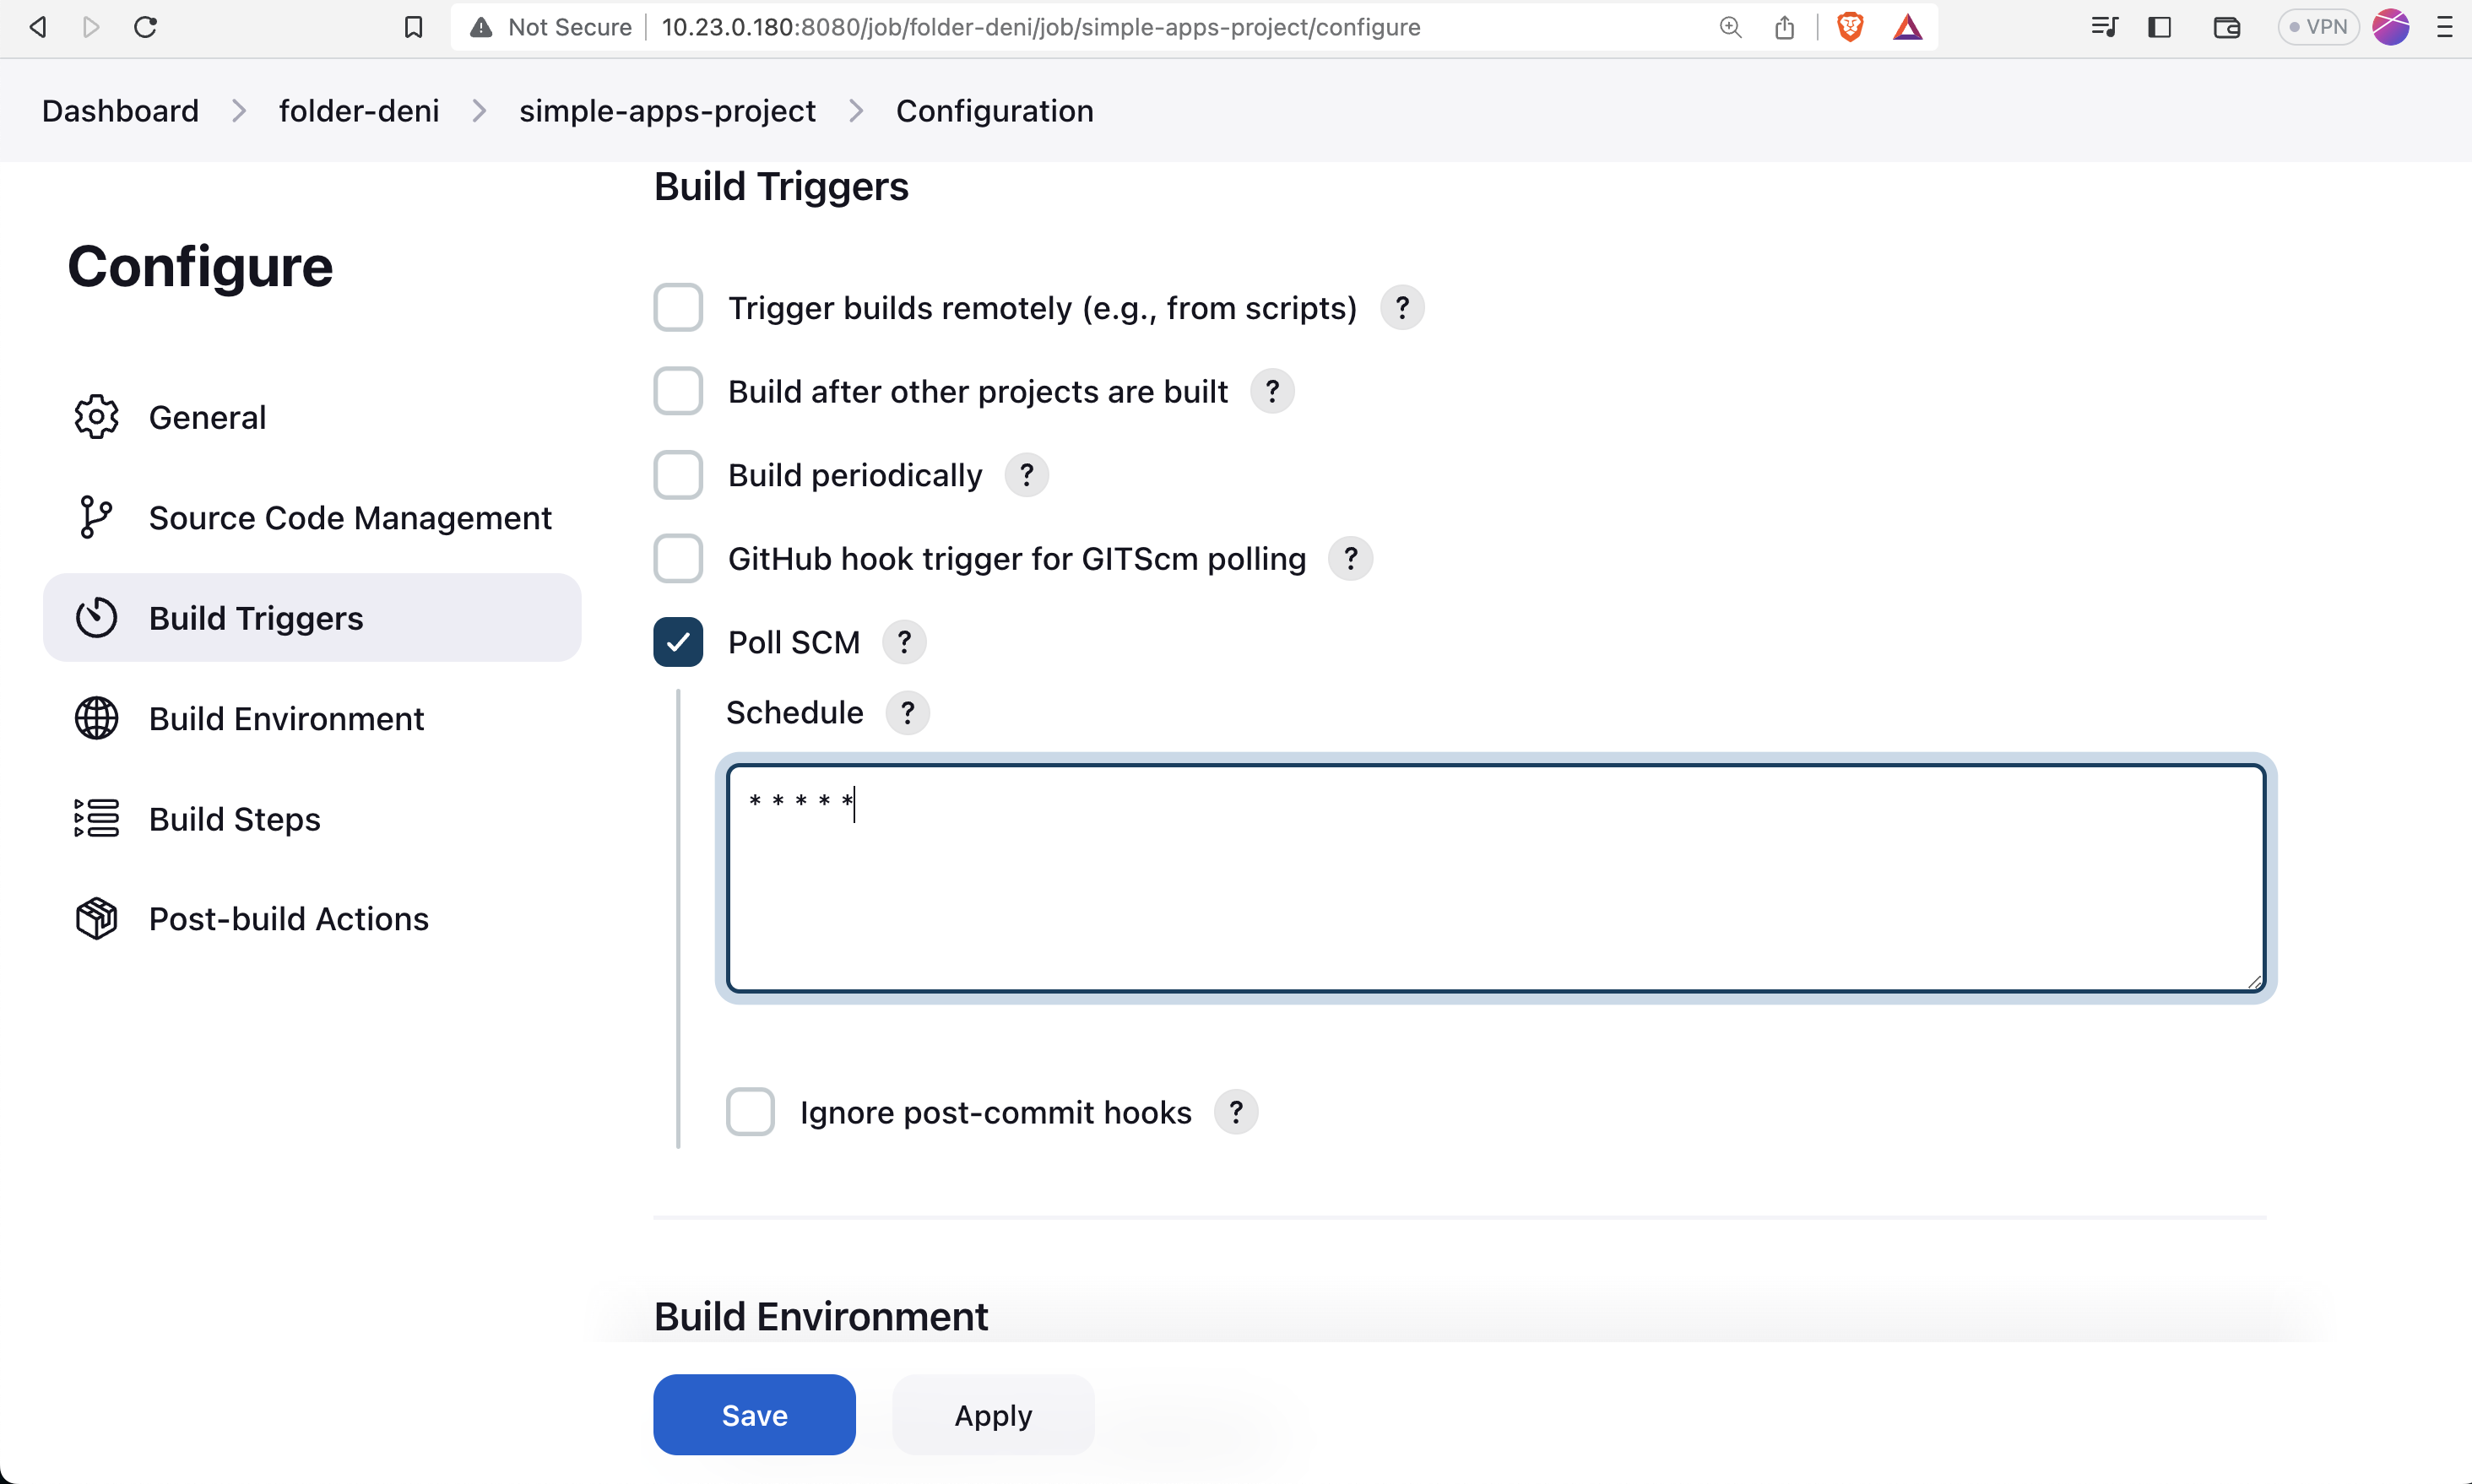 Not Secure 10.23.0.180:8080/job/folder-deni/job/simple-apps-project/configure VPN
Dashboard folder-deni simple-apps-project Configuration
Configure
General
Source Code Management
Build Triggers
Build Environment
Build Steps
Post-build Actions
Build Triggers
Trigger builds remotely (e.g., from scripts) ?
Build after other projects are built ?
Build periodically ?
GitHub hook trigger for GITScm polling ?
Poll SCM ?
Schedule ?
* * * * *
Ignore post-commit hooks ?
Build Environment
Save Apply